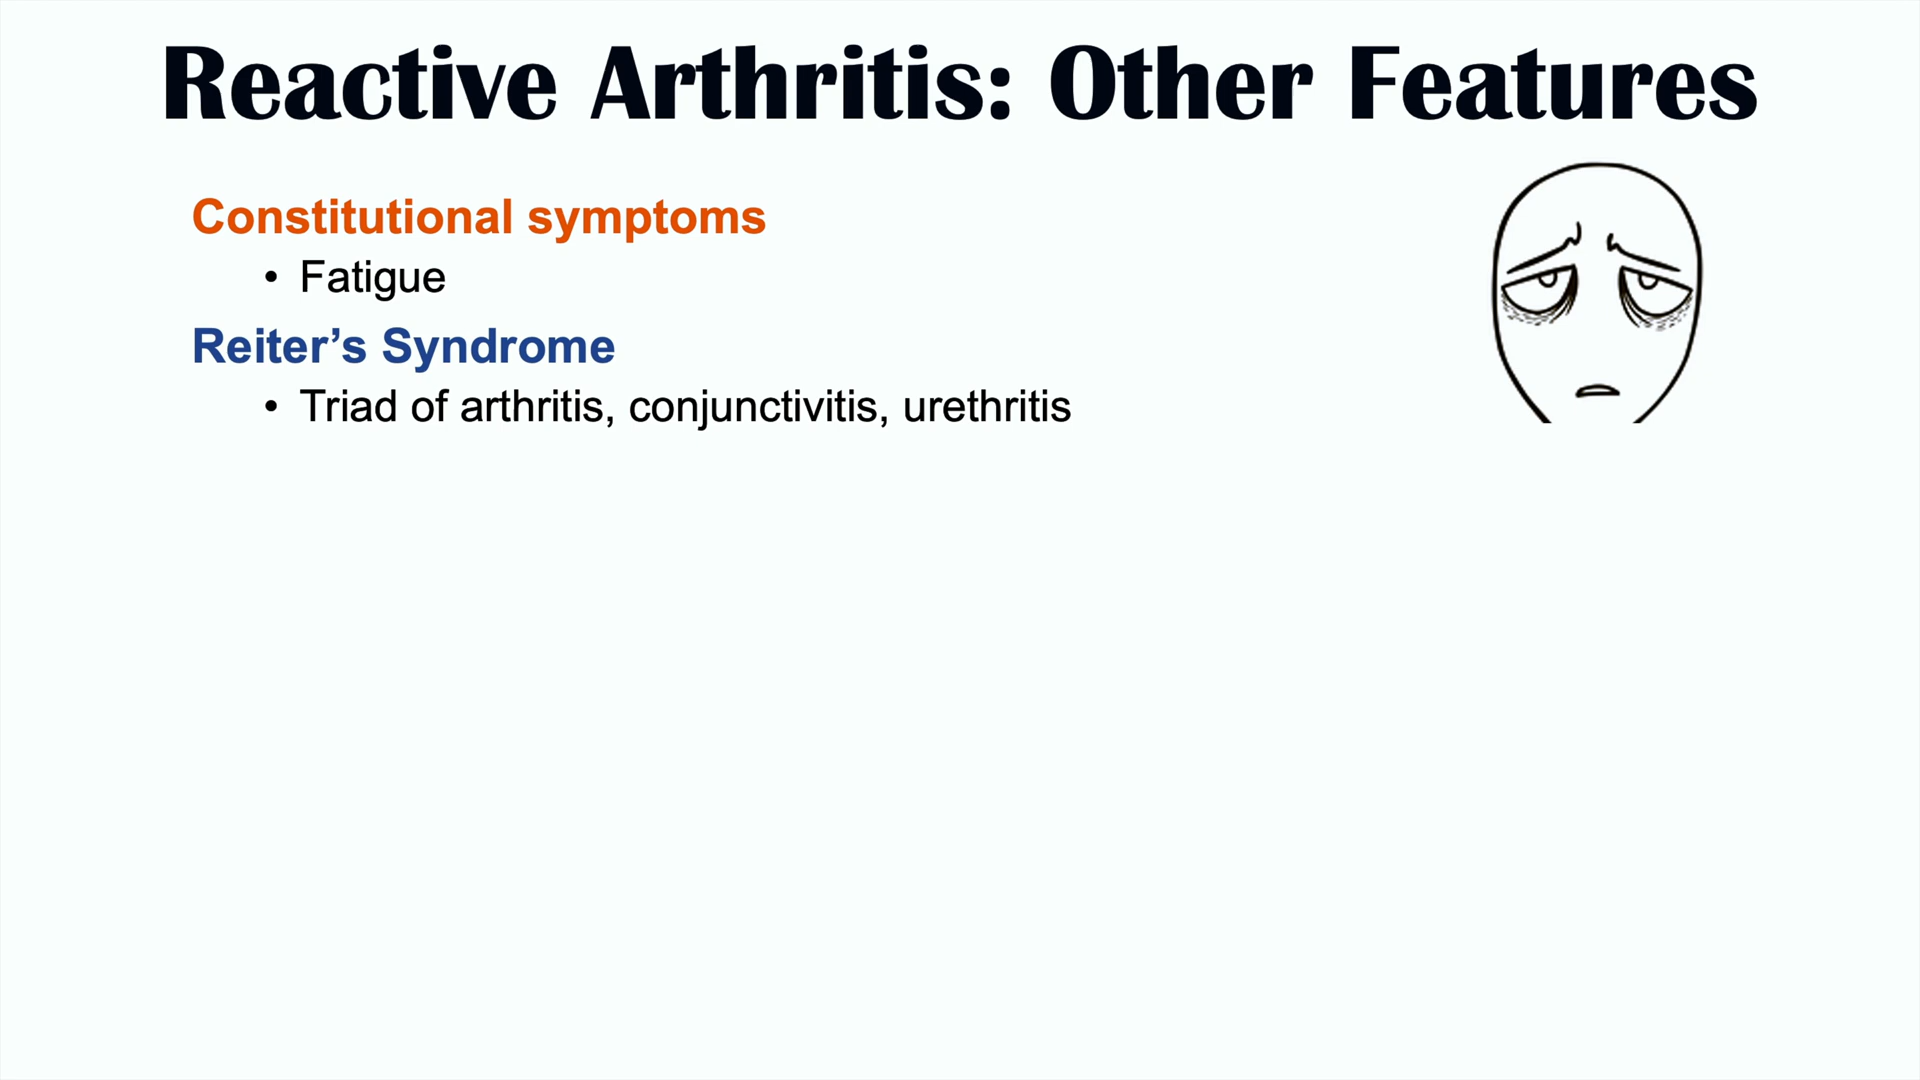 Reactive Arthritis: Other Features
Constitutional symptoms
• Fatigue
Reiter’s Syndrome
• Triad of arthritis, conjunctivitis, urethritis